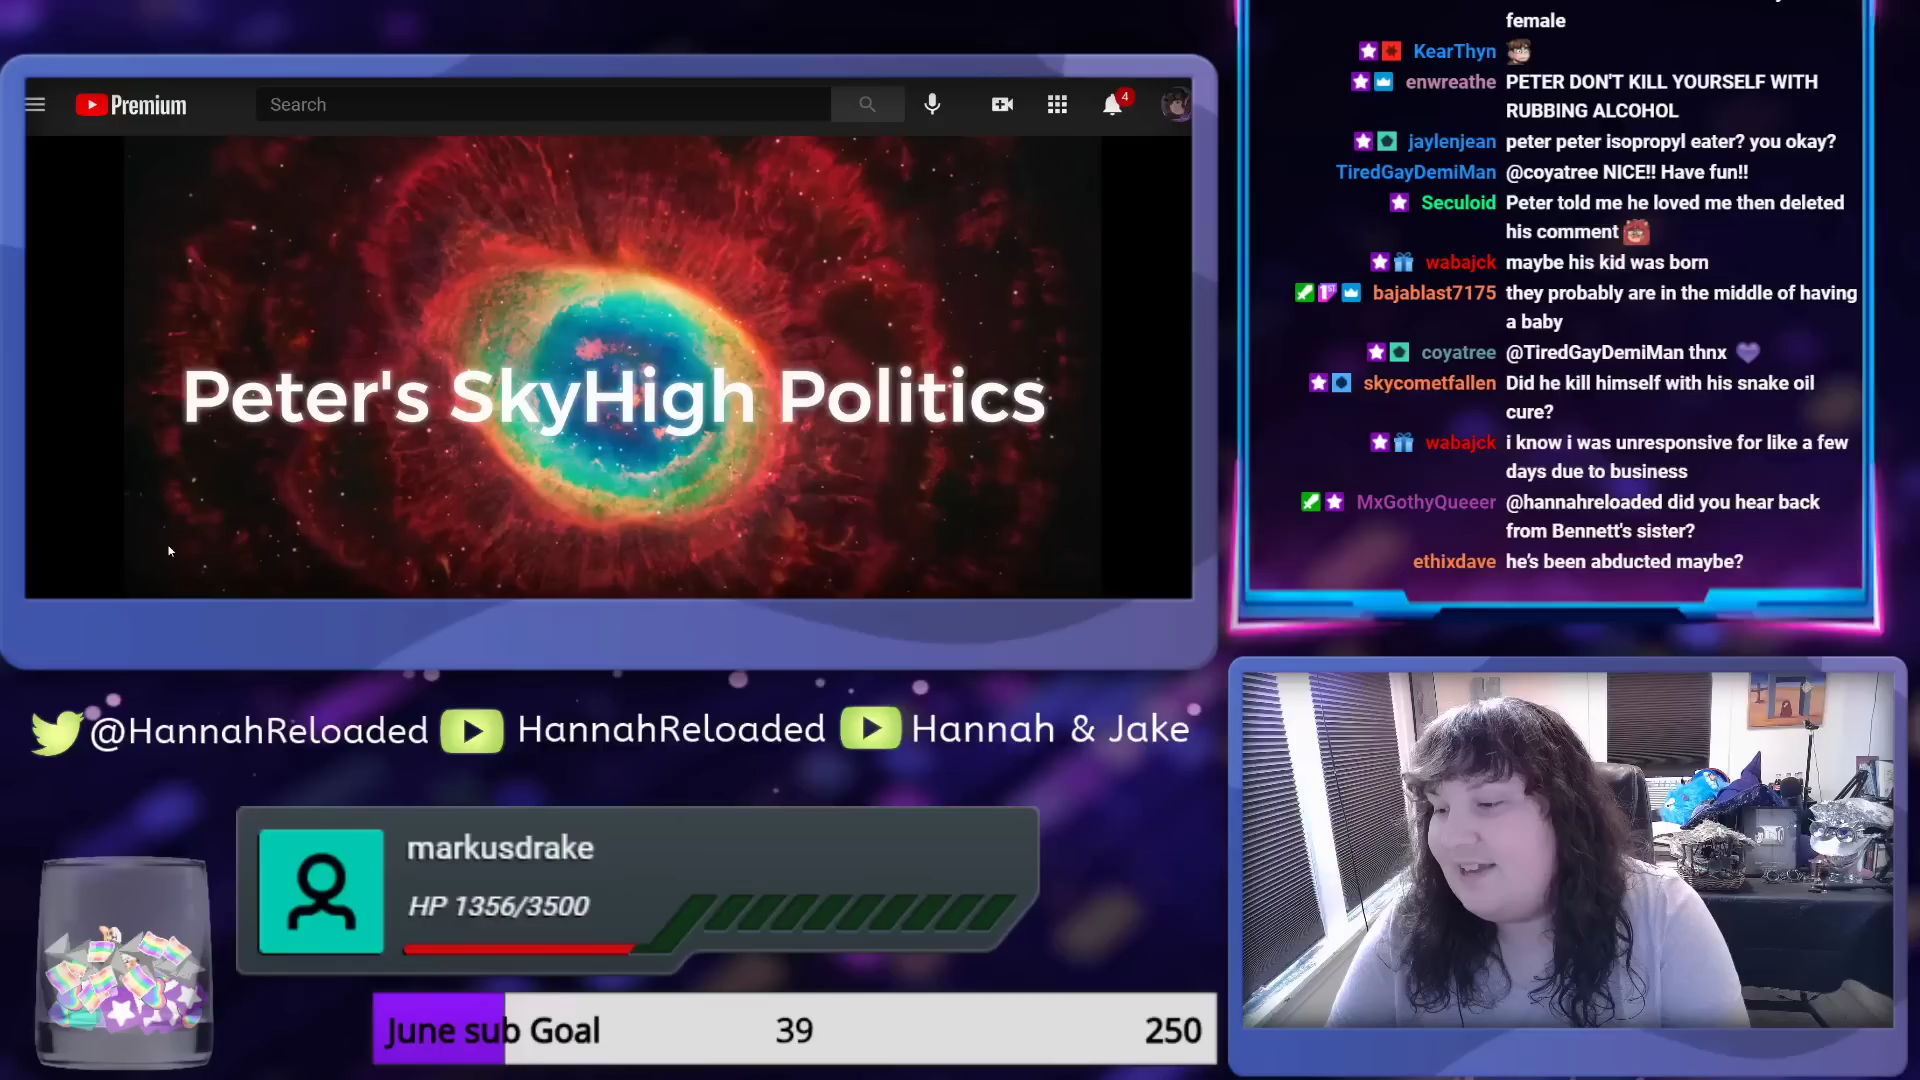 Premium
Search
4
Peter's SkyHigh Politics
female
KearThyn
enwreathe PETER DON'T KILL YOURSELF WITH
RUBBING ALCOHOL
jaylenjean peter peter isopropyl eater? you okay?
TiredGayDemiMan @coyatree NICE!! Have fun!!
Seculoid Peter told me he loved me then deleted
his comment
wabajck maybe his kid was born
bajablast7175 they probably are in the middle of having
a baby
coyatree @TiredGayDemiMan thnx
skycometfallen Did he kill himself with his snake oil
cure?
wabajck i know i was unresponsive for like a few
days due to business
MxGothyQueeer @hannahreloaded did you hear back
from Bennett's sister?
ethixdave he's been abducted maybe?
@HannahReloaded HannahReloaded Hannah & Jake
markusdrake
HP 1356/3500
June sub Goal 39 250